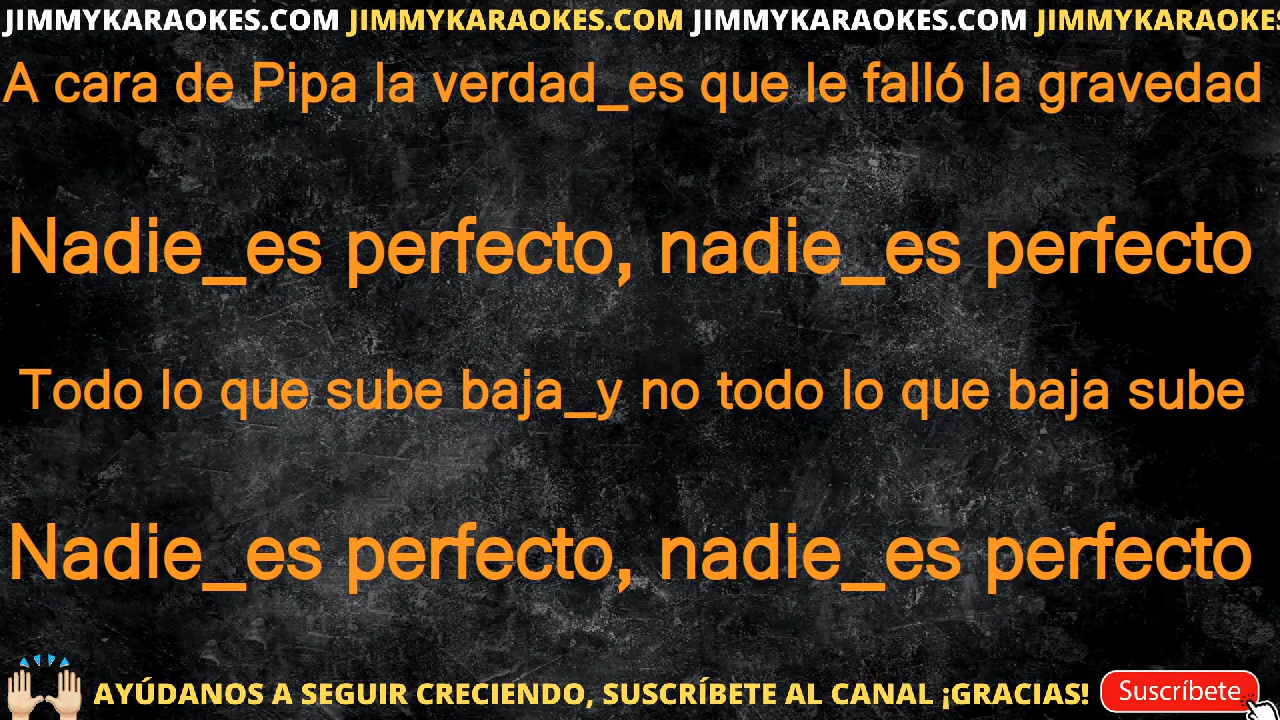 JIMMYKARAOKES.COM JIMMYKARAOKES.COM JIMMYKARAOKES.COM JIMMYKARAOKES
A cara de Pipa la verdad_es que le falló la gravedad
Nadie_es perfecto, nadie_es perfecto
Todo lo que sube baja_y no todo lo que baja sube
Nadie_es perfecto, nadie_es perfecto
AYÚDANOS A SEGUIR CRECIENDO, SUSCRÍBETE AL CANAL ¡GRACIAS! Suscríbete